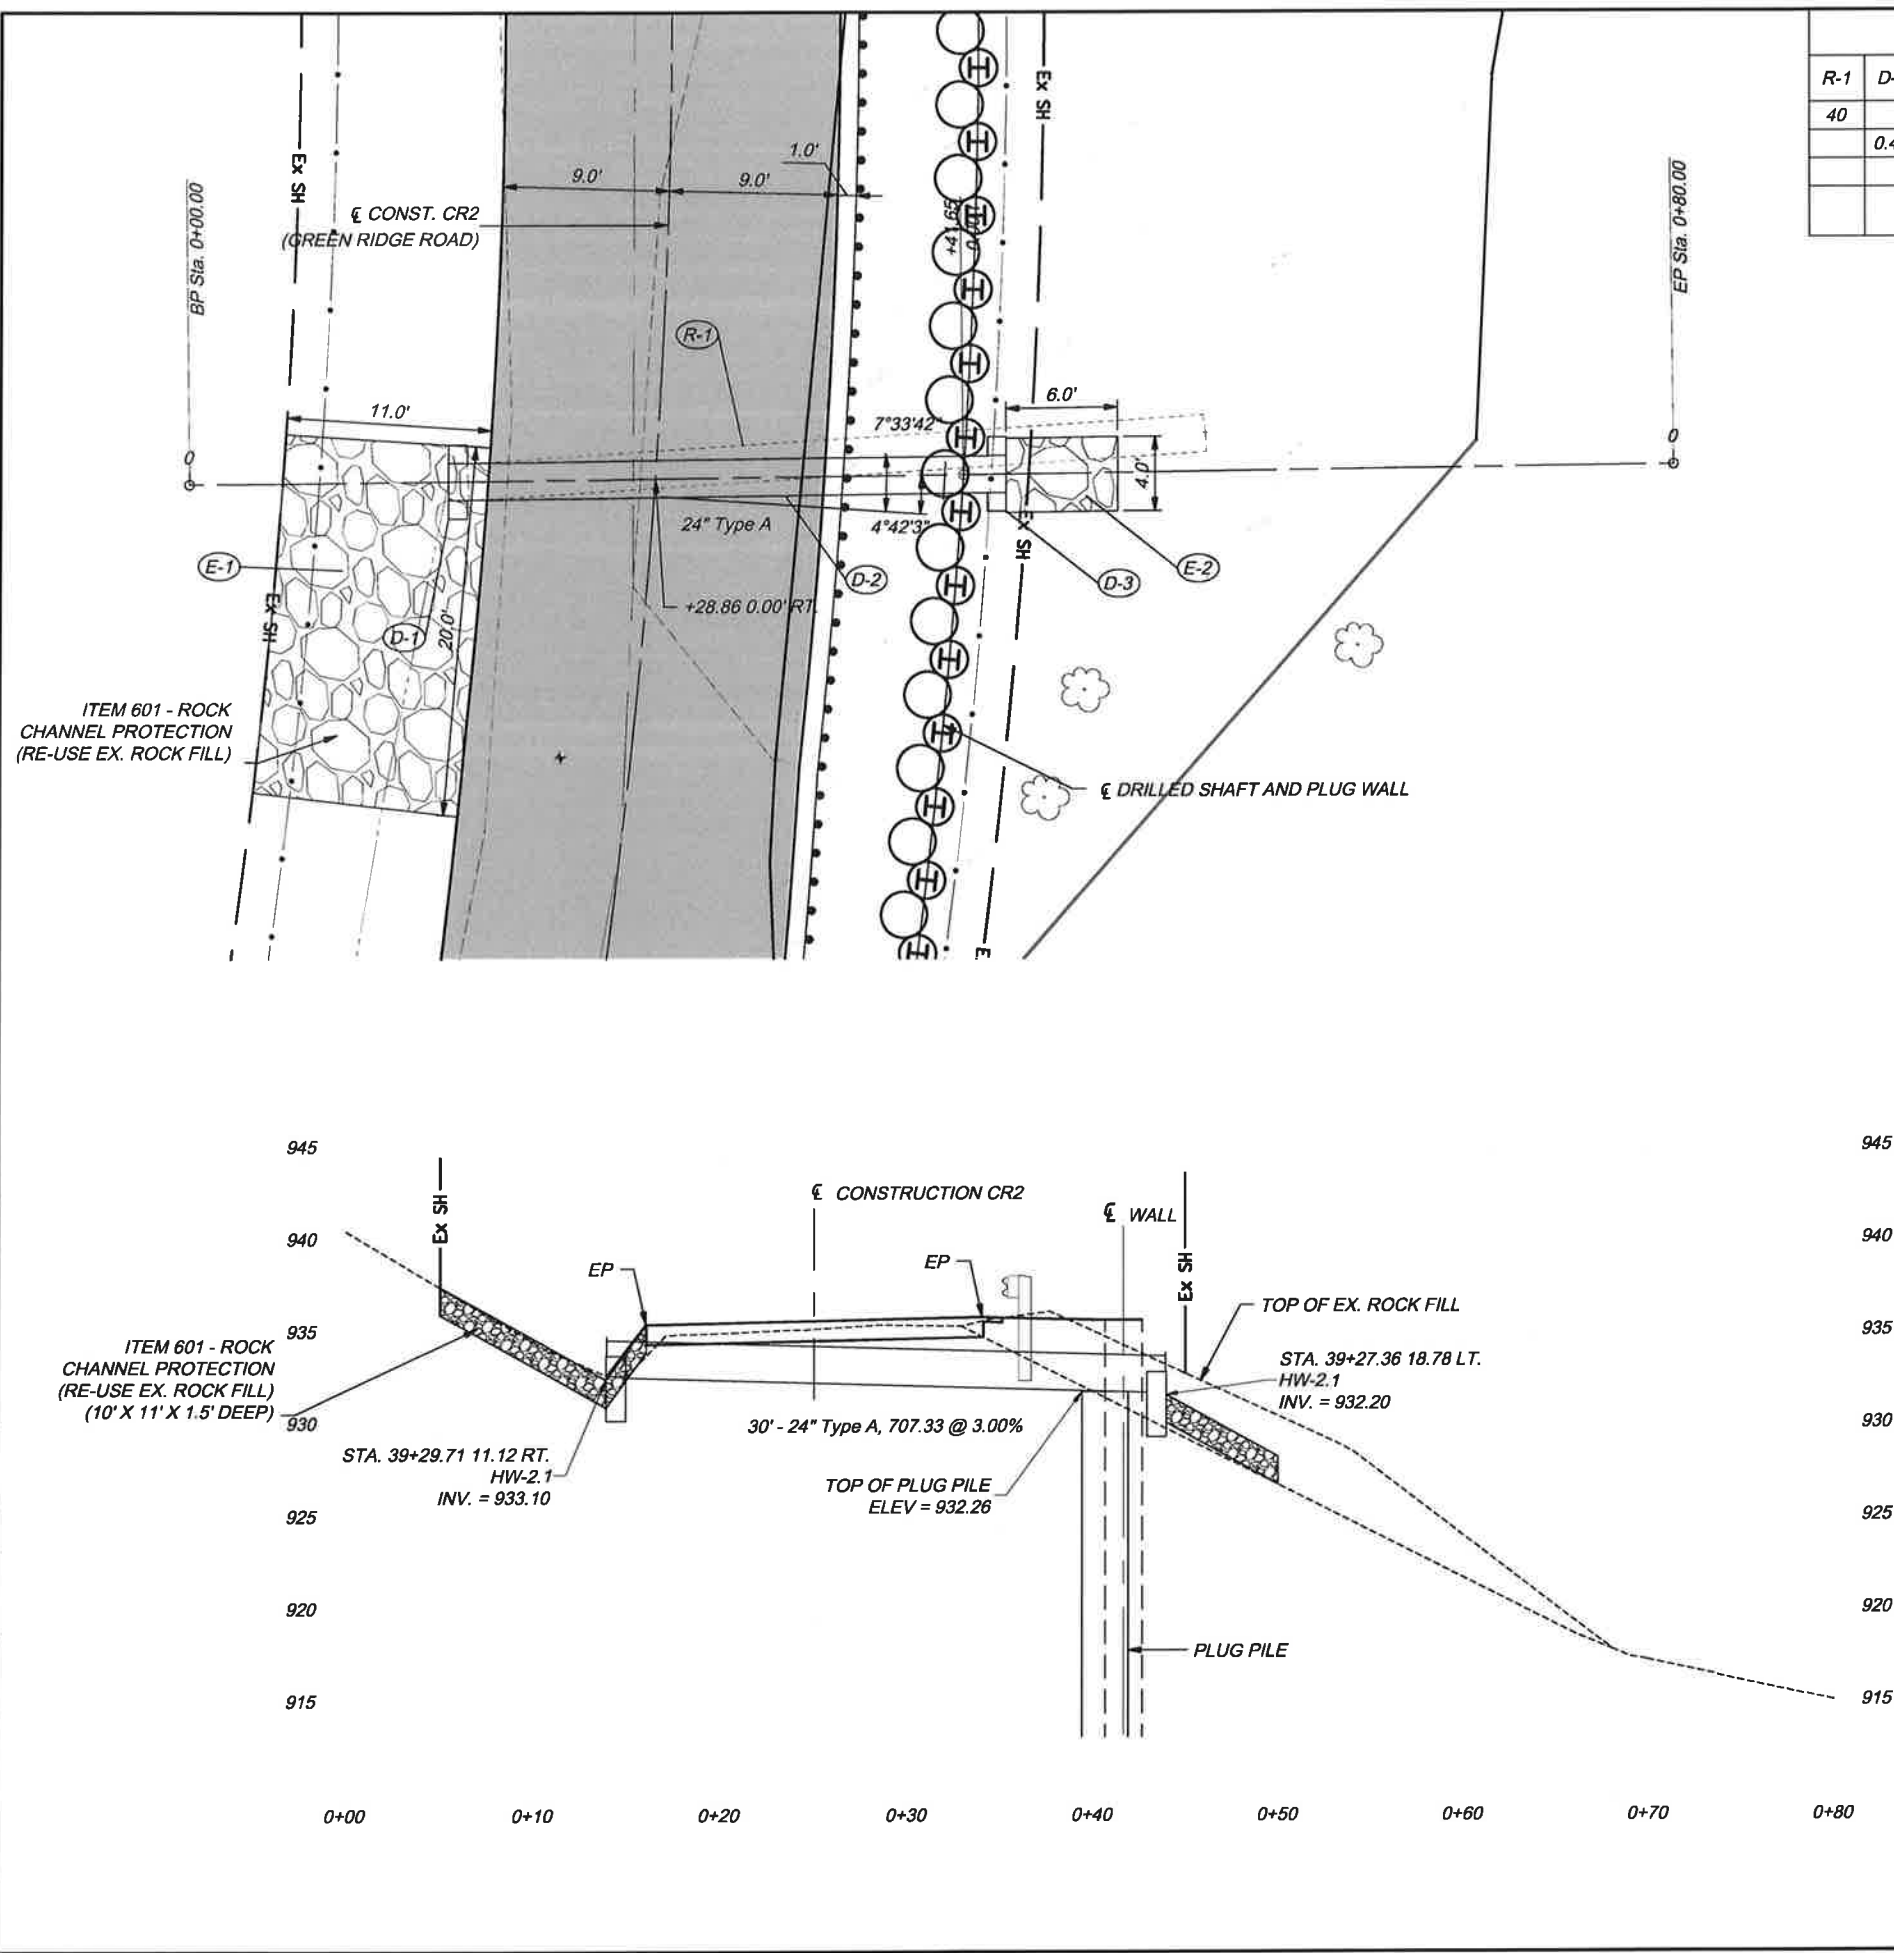 R-1 D-
40
0.4
BP Sta. 0+00.00
EP Sta. 0+80.00
Ex SH
Ex SH
1.0'
9.0'
9.0'
℄ CONST. CR2
(GREEN RIDGE ROAD)
+41.65
R-1
11.0'
6.0'
7°33'42"
0
0
4.0'
24" Type A
4°42'3"
Ex SH
E-1
D-2
D-3
E-2
+28.86 0.00' RT.
Ex SH
D-1
20.0'
ITEM 601 - ROCK
CHANNEL PROTECTION
(RE-USE EX. ROCK FILL)
℄ DRILLED SHAFT AND PLUG WALL
E
945
945
℄ CONSTRUCTION CR2
℄ WALL
Ex SH
Ex SH
940
940
EP
EP
TOP OF EX. ROCK FILL
935
935
ITEM 601 - ROCK
CHANNEL PROTECTION
(RE-USE EX. ROCK FILL)
(10' X 11' X 1.5' DEEP)
STA. 39+27.36 18.78 LT.
HW-2.1
INV. = 932.20
930
930
30' - 24" Type A, 707.33 @ 3.00%
STA. 39+29.71 11.12 RT.
HW-2.1
INV. = 933.10
TOP OF PLUG PILE
ELEV = 932.26
925
925
920
920
PLUG PILE
915
915
0+00 0+10 0+20 0+30 0+40 0+50 0+60 0+70 0+80